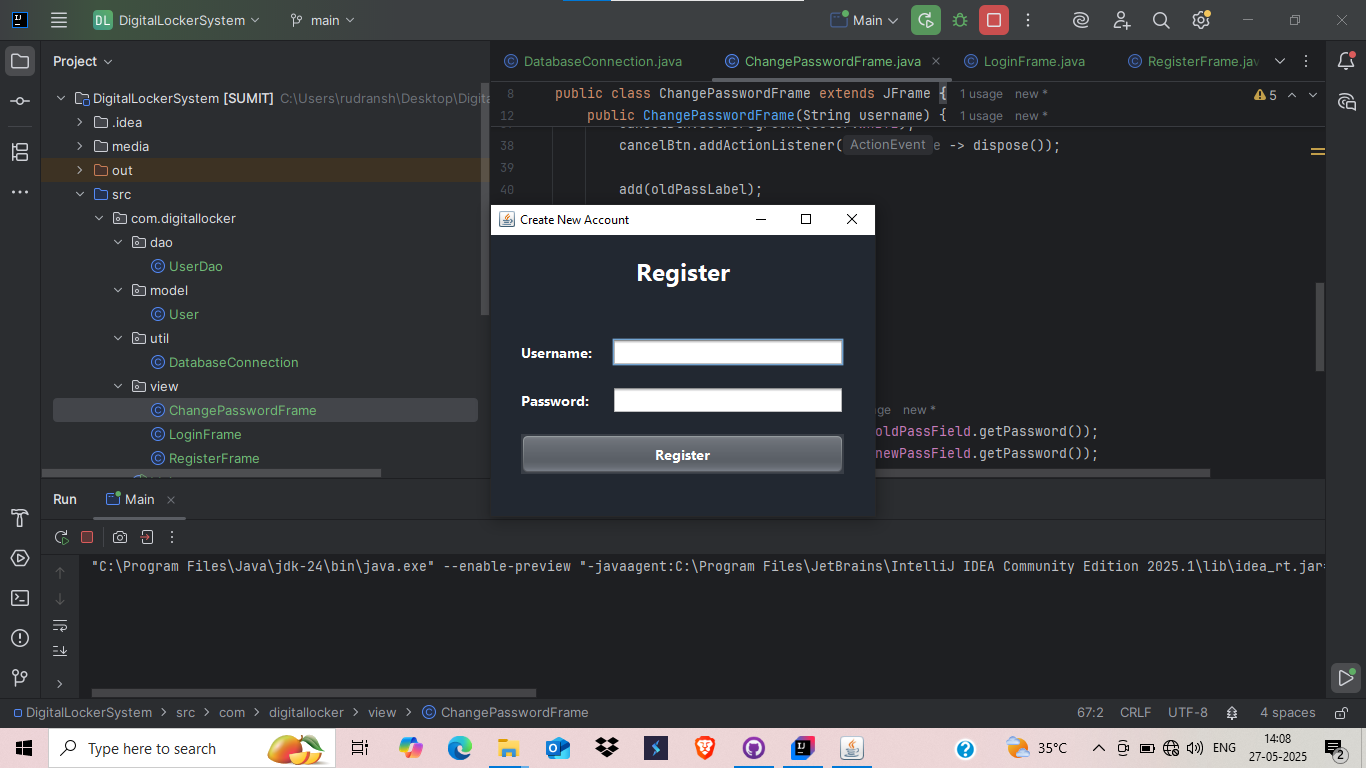 DL DigitalLockerSystem main Main
Project
DigitalLockerSystem [SUMIT] C:\Users\rudransh\Desktop\Digita
.idea
media
out
src
com.digitallocker
dao
UserDao
model
User
util
DatabaseConnection
view
ChangePasswordFrame
LoginFrame
RegisterFrame
DatabaseConnection.java ChangePasswordFrame.java LoginFrame.java RegisterFrame.jav
8 public class ChangePasswordFrame extends JFrame { 1 usage new * 5
12 public ChangePasswordFrame(String username) { 1 usage new *
38 cancelBtn.addActionListener( ActionEvent e -> dispose());
39
40 add(oldPassLabel);
Create New Account
Register
Username:
Password:
Register
age new *
oldPassField.getPassword());
newPassField.getPassword());
Run Main
"C:\Program Files\Java\jdk-24\bin\java.exe" --enable-preview "-javaagent:C:\Program Files\JetBrains\IntelliJ IDEA Community Edition 2025.1\lib\idea_rt.jar=
DigitalLockerSystem > src > com > digitallocker > view > ChangePasswordFrame 67:2 CRLF UTF-8 4 spaces
Type here to search 35°C ENG 14:08
27-05-2025 2